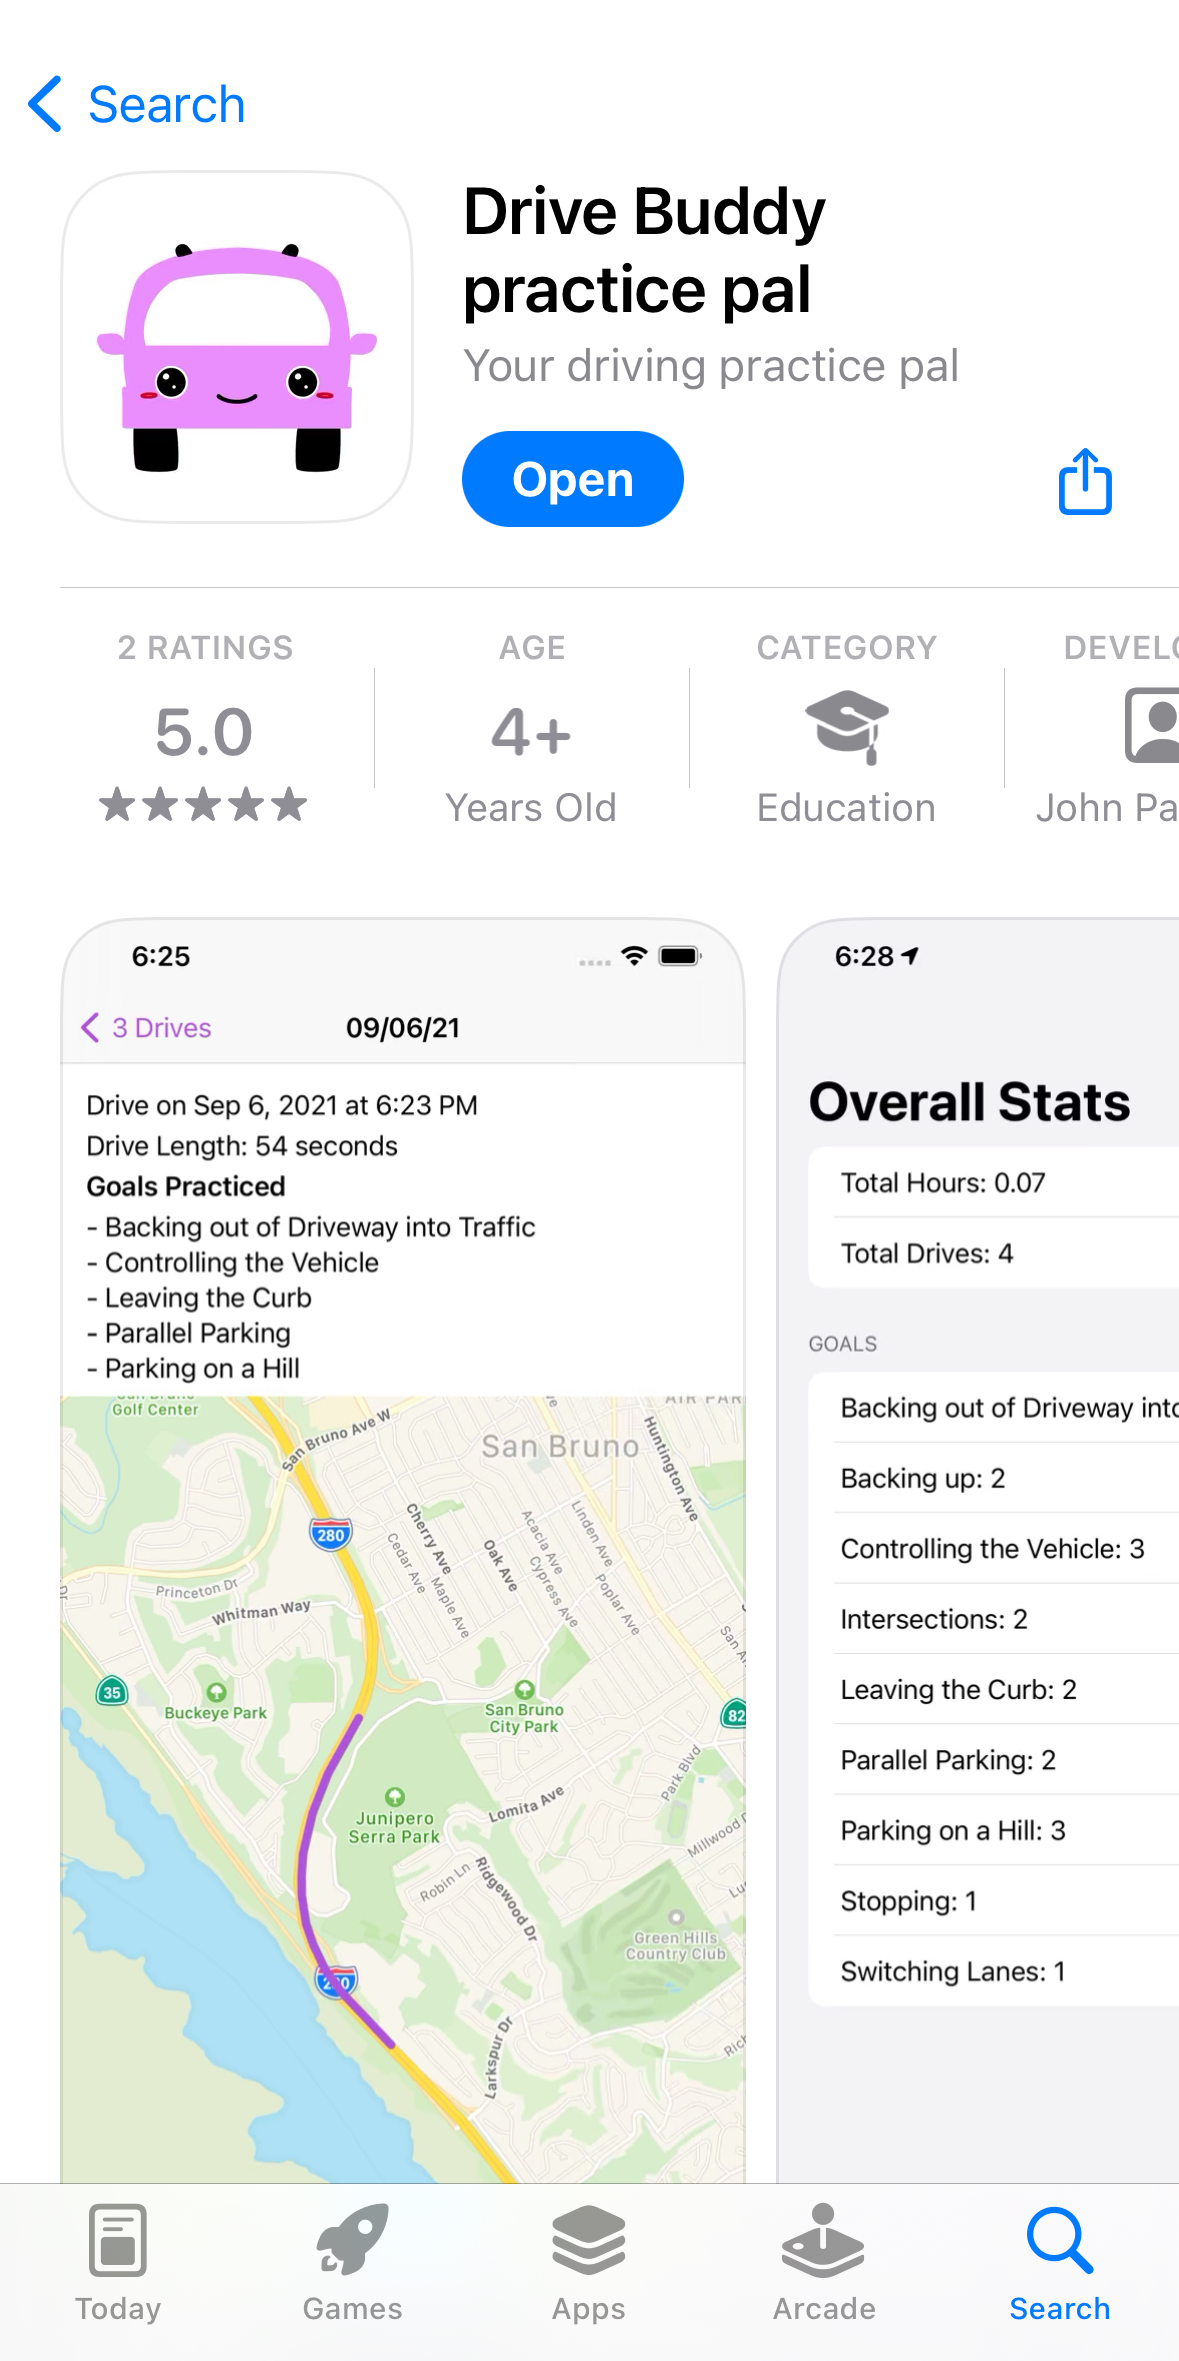 Search
Drive Buddy
practice pal
Your driving practice pal
Open
2 RATINGS
5.0
AGE
4+
Years Old
CATEGORY
Education
DEVELO
John Pa
6:25
3 Drives
09/06/21
Drive on Sep 6, 2021 at 6:23 PM
Drive Length: 54 seconds
Goals Practiced
- Backing out of Driveway into Traffic
- Controlling the Vehicle
- Leaving the Curb
- Parallel Parking
- Parking on a Hill
San Bruno
Golf Center
AIR PAR
San Bruno Ave W
San Bruno
Huntington Ave
280
Cherry Ave
Cedar Ave
Maple Ave
Oak Ave
Acacia Ave
Cypress Ave
Linden Ave
Poplar Ave
San
Princeton Dr
Whitman Way
35
Buckeye Park
San Bruno
City Park
82
Park Blvd
Junipero
Serra Park
Lomita Ave
Millwood
Robin Ln
Ridgewood Dr
Green Hills
Country Club
280
Larkspur Dr
6:28
Overall Stats
Total Hours: 0.07
Total Drives: 4
GOALS
Backing out of Driveway into
Backing up: 2
Controlling the Vehicle: 3
Intersections: 2
Leaving the Curb: 2
Parallel Parking: 2
Parking on a Hill: 3
Stopping: 1
Switching Lanes: 1
Today
Games
Apps
Arcade
Search